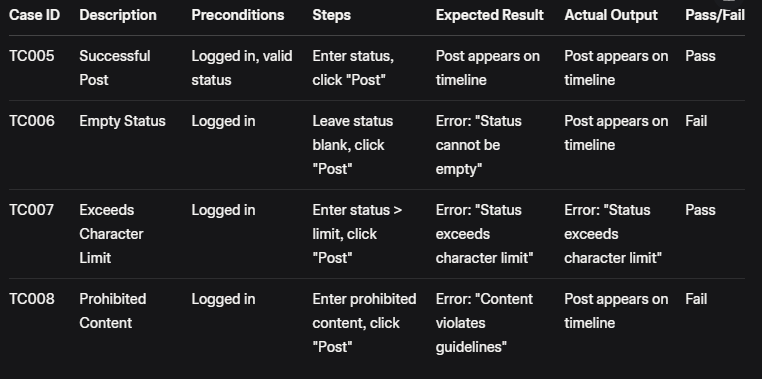 Case ID Description Preconditions Steps Expected Result Actual Output Pass/Fail
TC005 Successful Logged in, valid Enter status, Post appears on Post appears on Pass
Post status click "Post" timeline timeline
TC006 Empty Status Logged in Leave status Error: "Status Post appears on Fail
blank, click cannot be timeline
"Post" empty"
TC007 Exceeds Logged in Enter status > Error: "Status Error: "Status Pass
Character limit, click exceeds exceeds
Limit "Post" character limit" character limit"
TC008 Prohibited Logged in Enter prohibited Error: "Content Post appears on Fail
Content content, click violates timeline
"Post" guidelines"